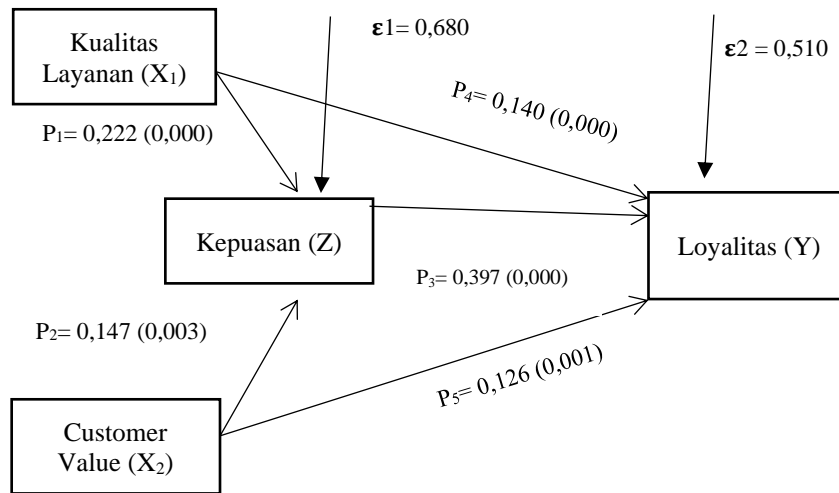 Kualitas
Layanan (X₁)
ε1= 0,680
ε2 = 0,510
P₄= 0,140 (0,000)
P₁= 0,222 (0,000)
Kepuasan (Z)
Loyalitas (Y)
P₃= 0,397 (0,000)
P₂= 0,147 (0,003)
P₅= 0,126 (0,001)
Customer
Value (X₂)